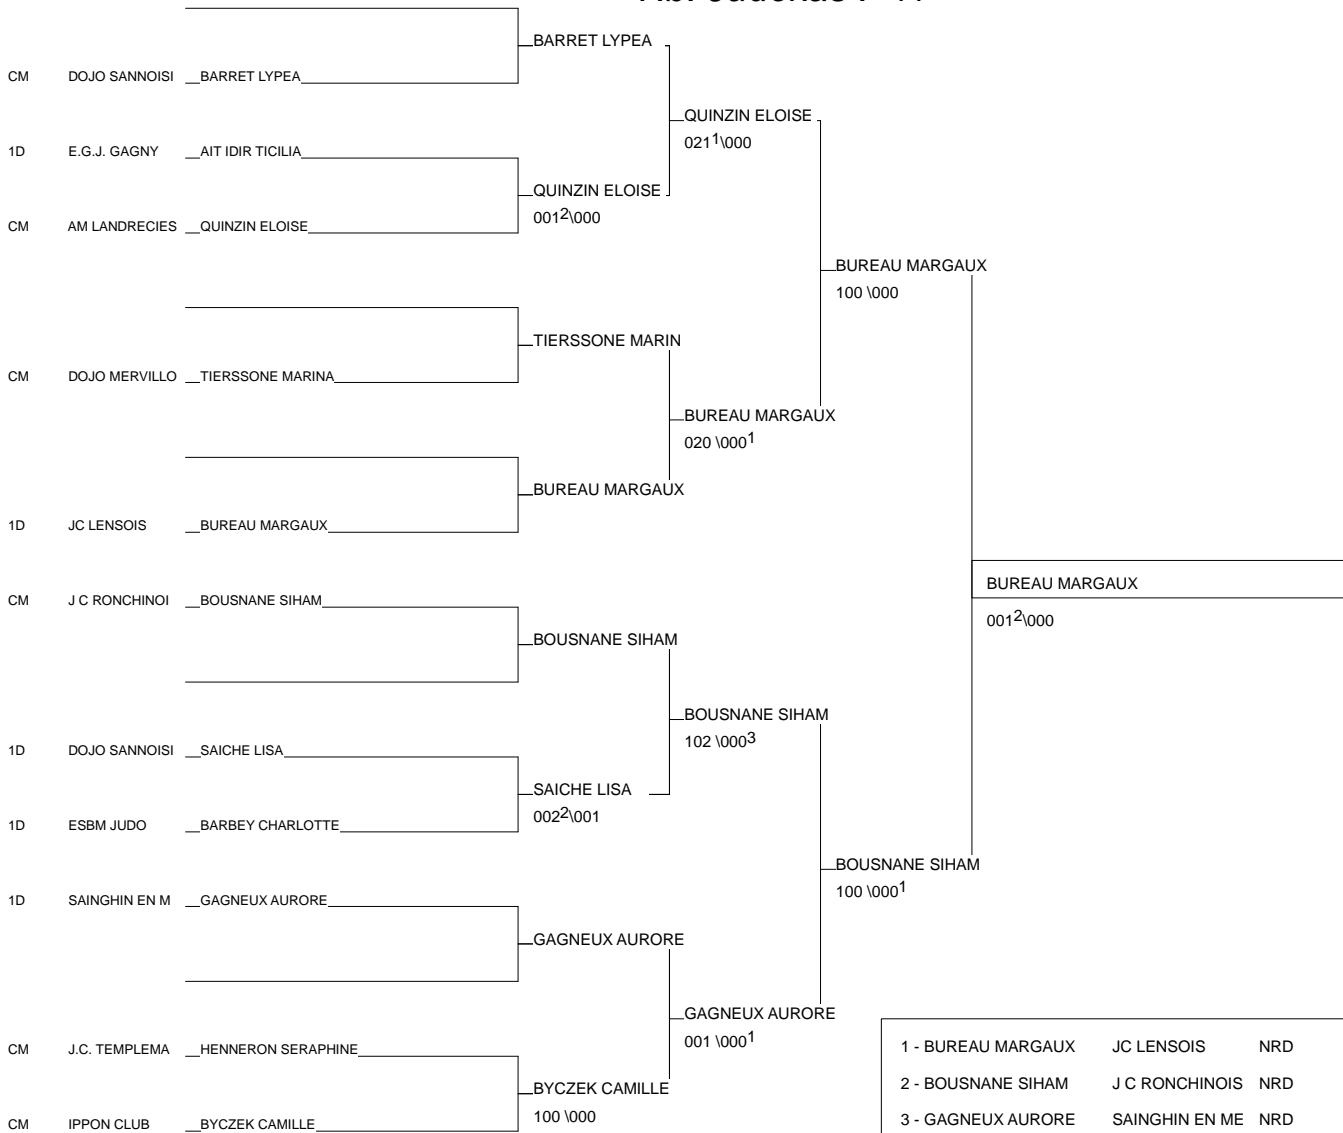 BARRET LYPEA
CM DOJO SANNOISI BARRET LYPEA
QUINZIN ELOISE
021¹\000
1D E.G.J. GAGNY AIT IDIR TICILIA
QUINZIN ELOISE
001²\000
CM AM LANDRECIES QUINZIN ELOISE
BUREAU MARGAUX
100 \000
TIERSSONE MARIN
CM DOJO MERVILLO TIERSSONE MARINA
BUREAU MARGAUX
020 \000¹
BUREAU MARGAUX
1D JC LENSOIS BUREAU MARGAUX
BUREAU MARGAUX
001²\000
CM J C RONCHINOI BOUSNANE SIHAM
BOUSNANE SIHAM
BOUSNANE SIHAM
102 \000³
1D DOJO SANNOISI SAICHE LISA
SAICHE LISA
002²\001
1D ESBM JUDO BARBEY CHARLOTTE
BOUSNANE SIHAM
100 \000¹
1D SAINGHIN EN M GAGNEUX AURORE
GAGNEUX AURORE
GAGNEUX AURORE
001 \000¹
CM J.C. TEMPLEMA HENNERON SERAPHINE
BYCZEK CAMILLE
100 \000
CM IPPON CLUB BYCZEK CAMILLE
1 - BUREAU MARGAUX JC LENSOIS NRD
2 - BOUSNANE SIHAM J C RONCHINOIS NRD
3 - GAGNEUX AURORE SAINGHIN EN ME NRD